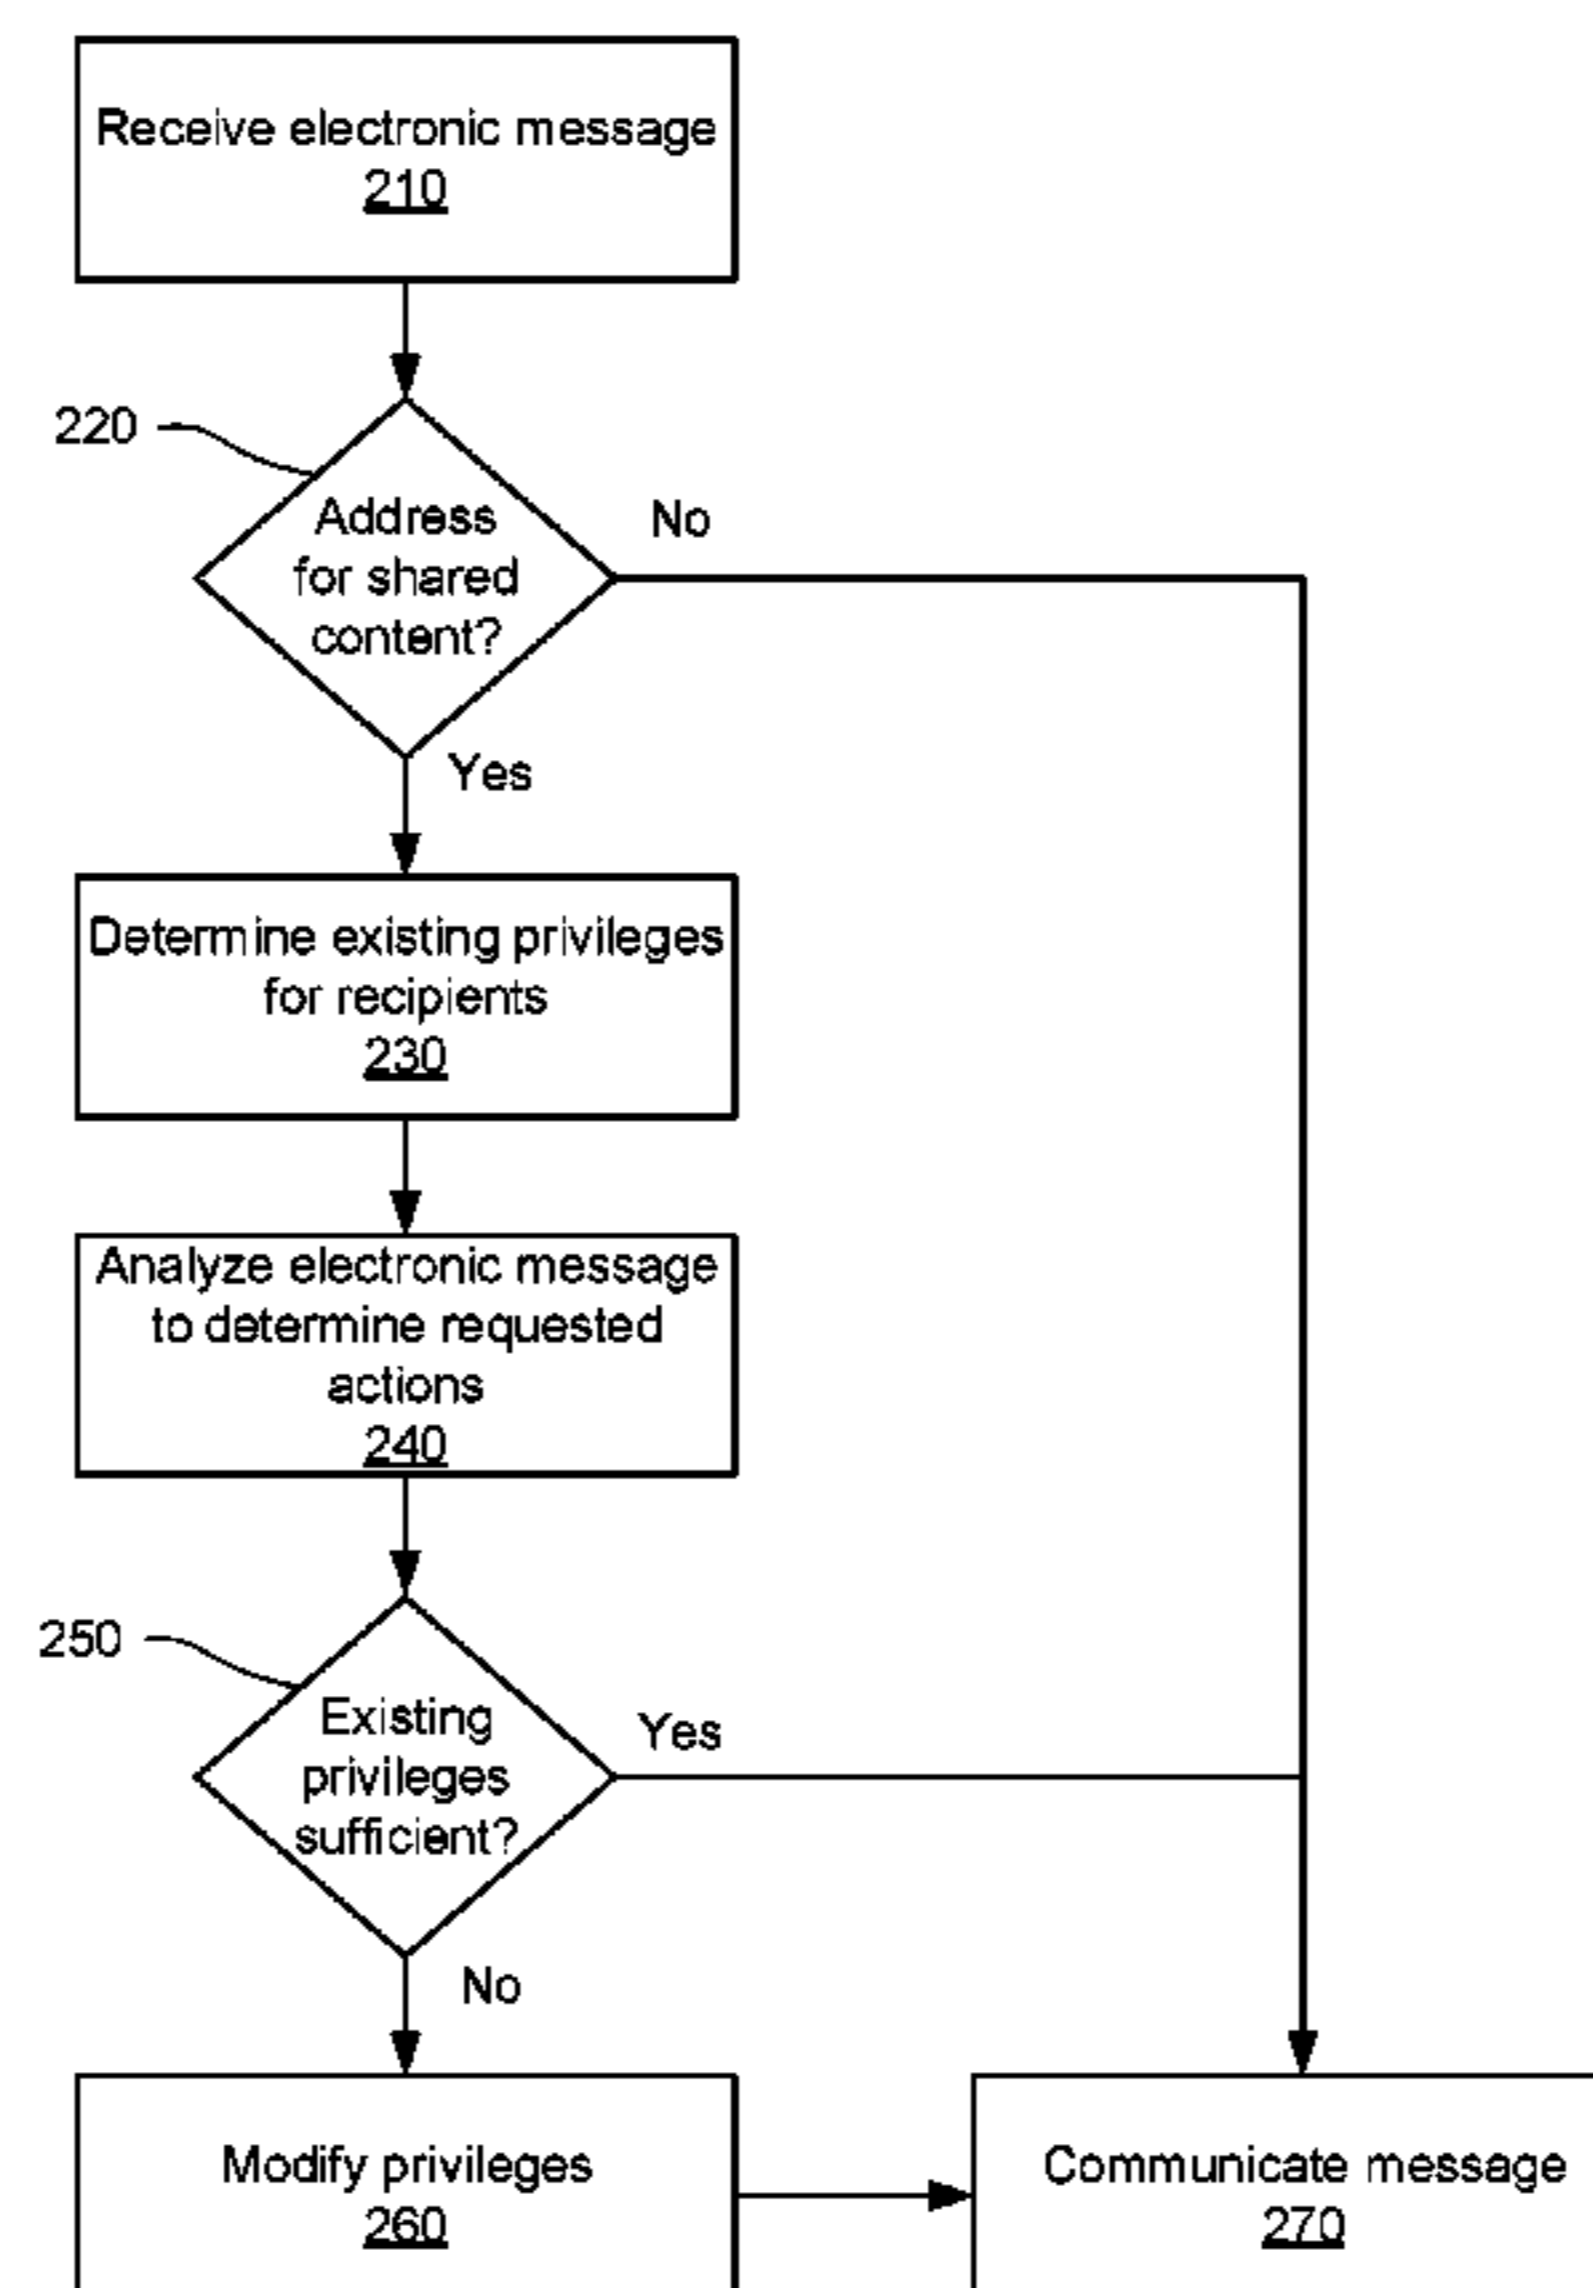 Receive electronic message
210
220
Address
for shared
content?
No
Yes
Determine existing privileges
for recipients
230
Analyze electronic message
to determine requested
actions
240
250
Existing
privileges
sufficient?
Yes
No
Modify privileges
260
Communicate message
270